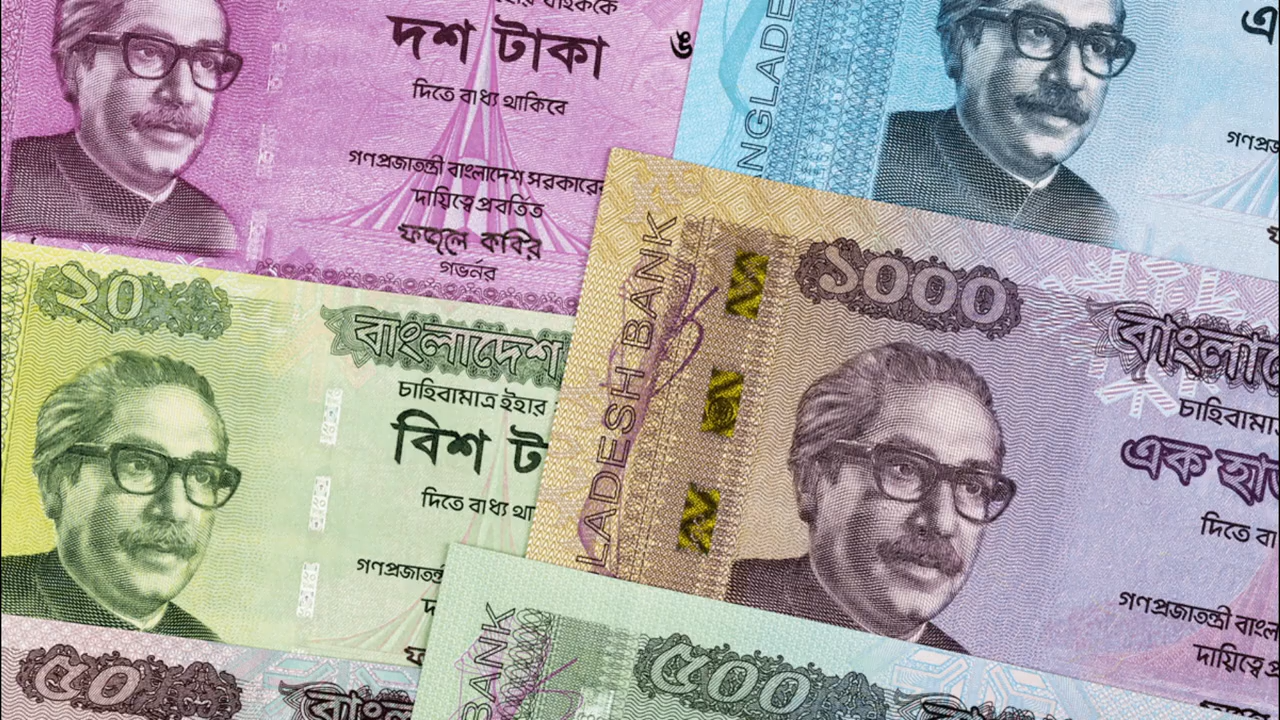 দশ টাকা
দিতে বাধ্য থাকিবে
গণপ্রজাতন্ত্রী বাংলাদেশ সরকারের
দায়িত্বে প্রবর্তিত
ফজলে কবির
গভর্নর
NGLADE
এ
গণপ্রজ
২০
বাংলাদেশ
চাহিবামাত্র ইহার
বিশ ট
দিতে বাধ্য থা
গণপ্রজাতন্ত্রী
দ
LADESH BANK
১০০০
বাংলাদে
চাহিবামা
এক হা
দিতে বা
গণপ্রজাতন্ত্রী বাংল
দায়িত্বে প্র
৫০
বাংল
BANK
৫০০